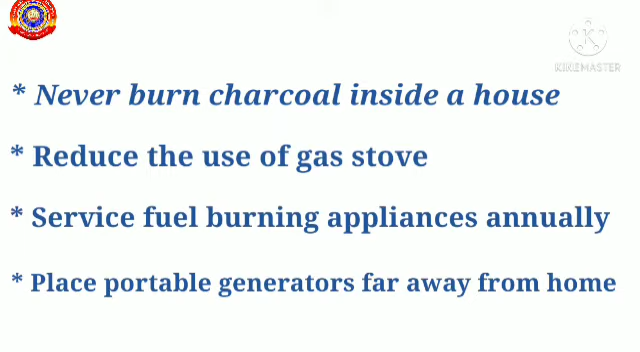 KINEMASTER
* Never burn charcoal inside a house
* Reduce the use of gas stove
* Service fuel burning appliances annually
* Place portable generators far away from home